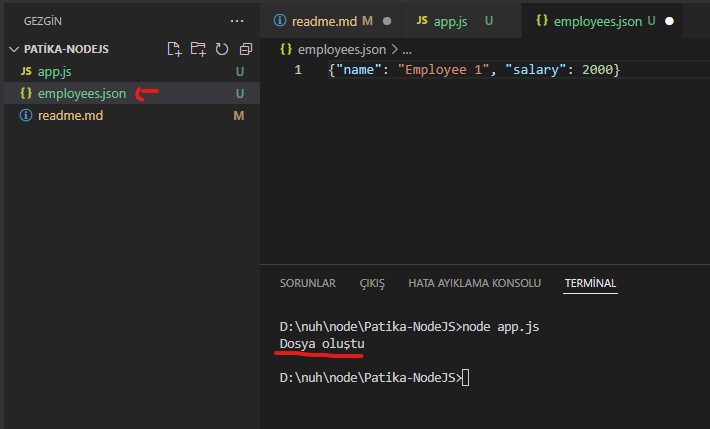 GEZGİN ...
PATİKA-NODEJS
JS app.js U
{} employees.json U
readme.md M
readme.md M
JS app.js U
{} employees.json U
{} employees.json > ...
1 {"name": "Employee 1", "salary": 2000}
SORUNLAR ÇIKIŞ HATA AYIKLAMA KONSOLU TERMİNAL
D:\nuh\node\Patika-NodeJS>node app.js
Dosya oluştu
D:\nuh\node\Patika-NodeJS>